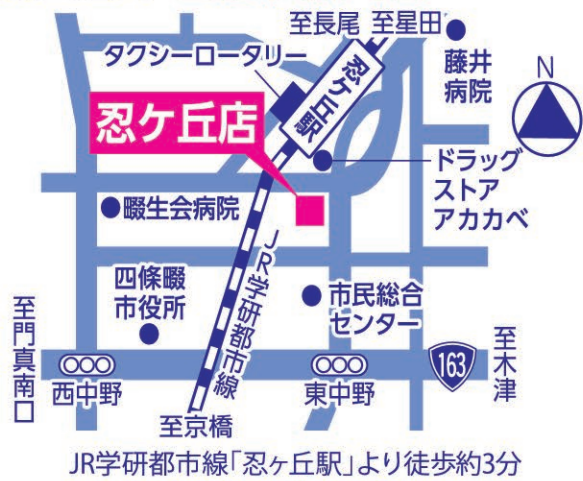 至長尾 至星田
タクシーロータリー
忍ケ丘駅
藤井
病院
N
忍ケ丘店
ドラッグ
ストア
アカカベ
畷生会病院
JR学研都市線
四條畷
市役所
市民総合
センター
至門真南口
至木津
163
西中野
東中野
至京橋
JR学研都市線「忍ヶ丘駅」より徒歩約3分